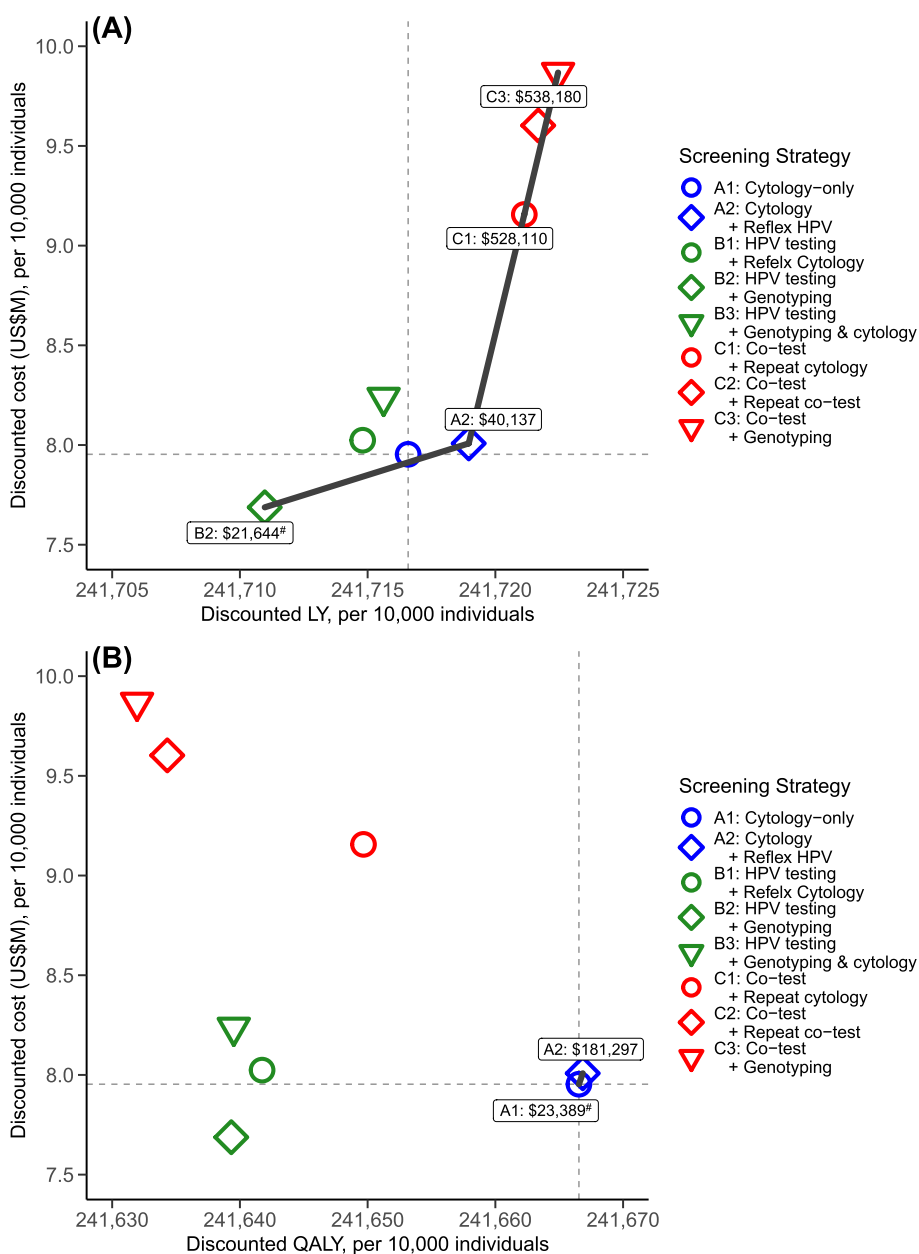 (A)
Discounted cost (US$M), per 10,000 individuals
10.0
9.5
9.0
8.5
8.0
7.5
C3: $538,180
C1: $528,110
A2: $40,137
B2: $21,644#
241,705
241,710
241,715
241,720
241,725
Discounted LY, per 10,000 individuals
Screening Strategy
A1: Cytology−only
A2: Cytology
+ Reflex HPV
B1: HPV testing
+ Refelx Cytology
B2: HPV testing
+ Genotyping
B3: HPV testing
+ Genotyping & cytology
C1: Co−test
+ Repeat cytology
C2: Co−test
+ Repeat co−test
C3: Co−test
+ Genotyping
(B)
Discounted cost (US$M), per 10,000 individuals
10.0
9.5
9.0
8.5
8.0
7.5
A2: $181,297
A1: $23,389#
241,630
241,640
241,650
241,660
241,670
Discounted QALY, per 10,000 individuals
Screening Strategy
A1: Cytology−only
A2: Cytology
+ Reflex HPV
B1: HPV testing
+ Refelx Cytology
B2: HPV testing
+ Genotyping
B3: HPV testing
+ Genotyping & cytology
C1: Co−test
+ Repeat cytology
C2: Co−test
+ Repeat co−test
C3: Co−test
+ Genotyping